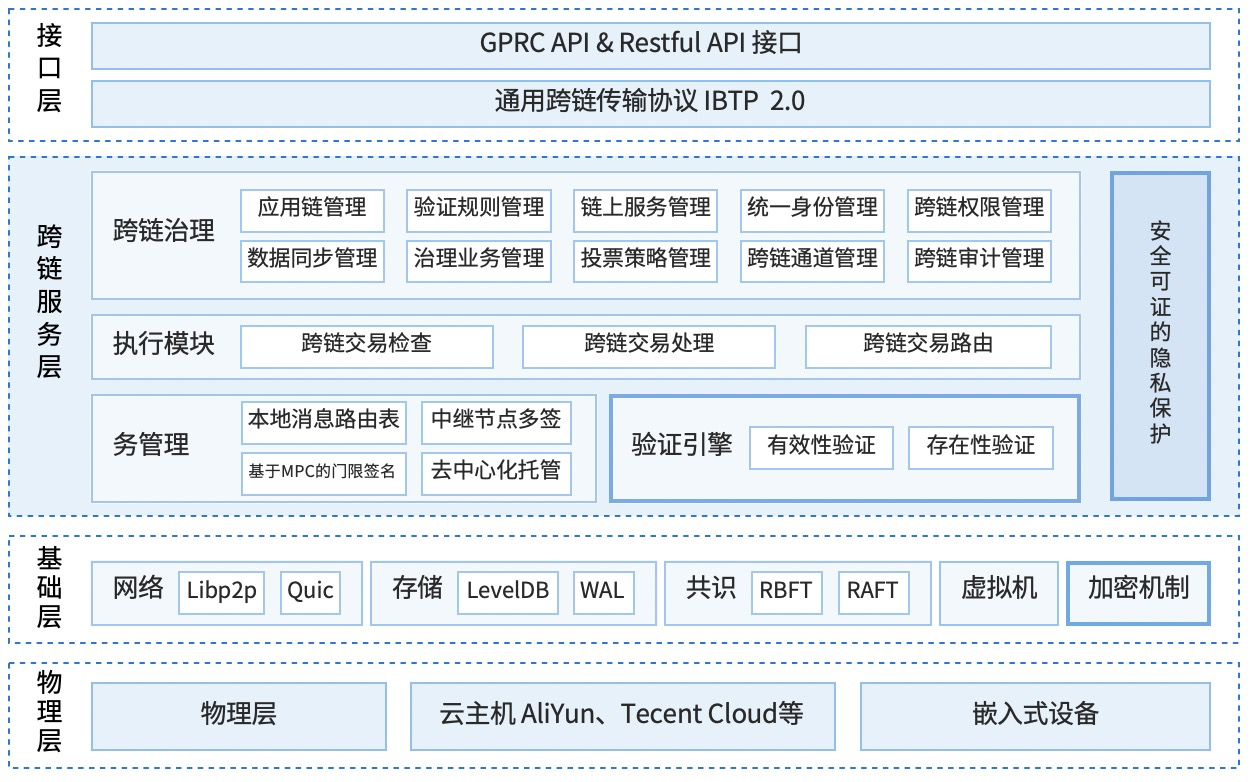 接口层
GPRC API & Restful API 接口
通用跨链传输协议 IBTP 2.0
跨链服务层
跨链治理
应用链管理
验证规则管理
链上服务管理
统一身份管理
跨链权限管理
数据同步管理
治理业务管理
投票策略管理
跨链通道管理
跨链审计管理
执行模块
跨链交易检查
跨链交易处理
跨链交易路由
务管理
本地消息路由表
中继节点多签
基于MPC的门限签名
去中心化托管
验证引擎
有效性验证
存在性验证
安全可证的隐私保护
基础层
网络
Libp2p
Quic
存储
LevelDB
WAL
共识
RBFT
RAFT
虚拟机
加密机制
物理层
物理层
云主机 AliYun、Tecent Cloud等
嵌入式设备